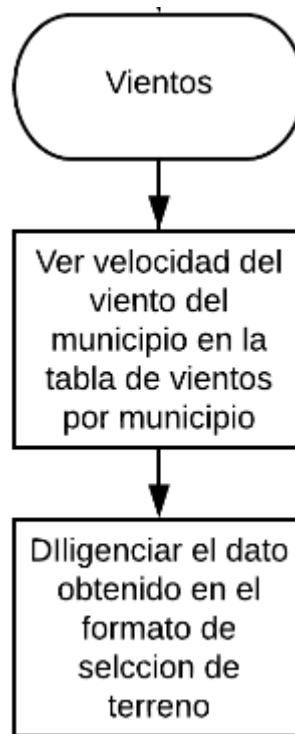 Vientos
Ver velocidad del
viento del
municipio en la
tabla de vientos
por municipio
DIligenciar el dato
obtenido en el
formato de
selccion de
terreno